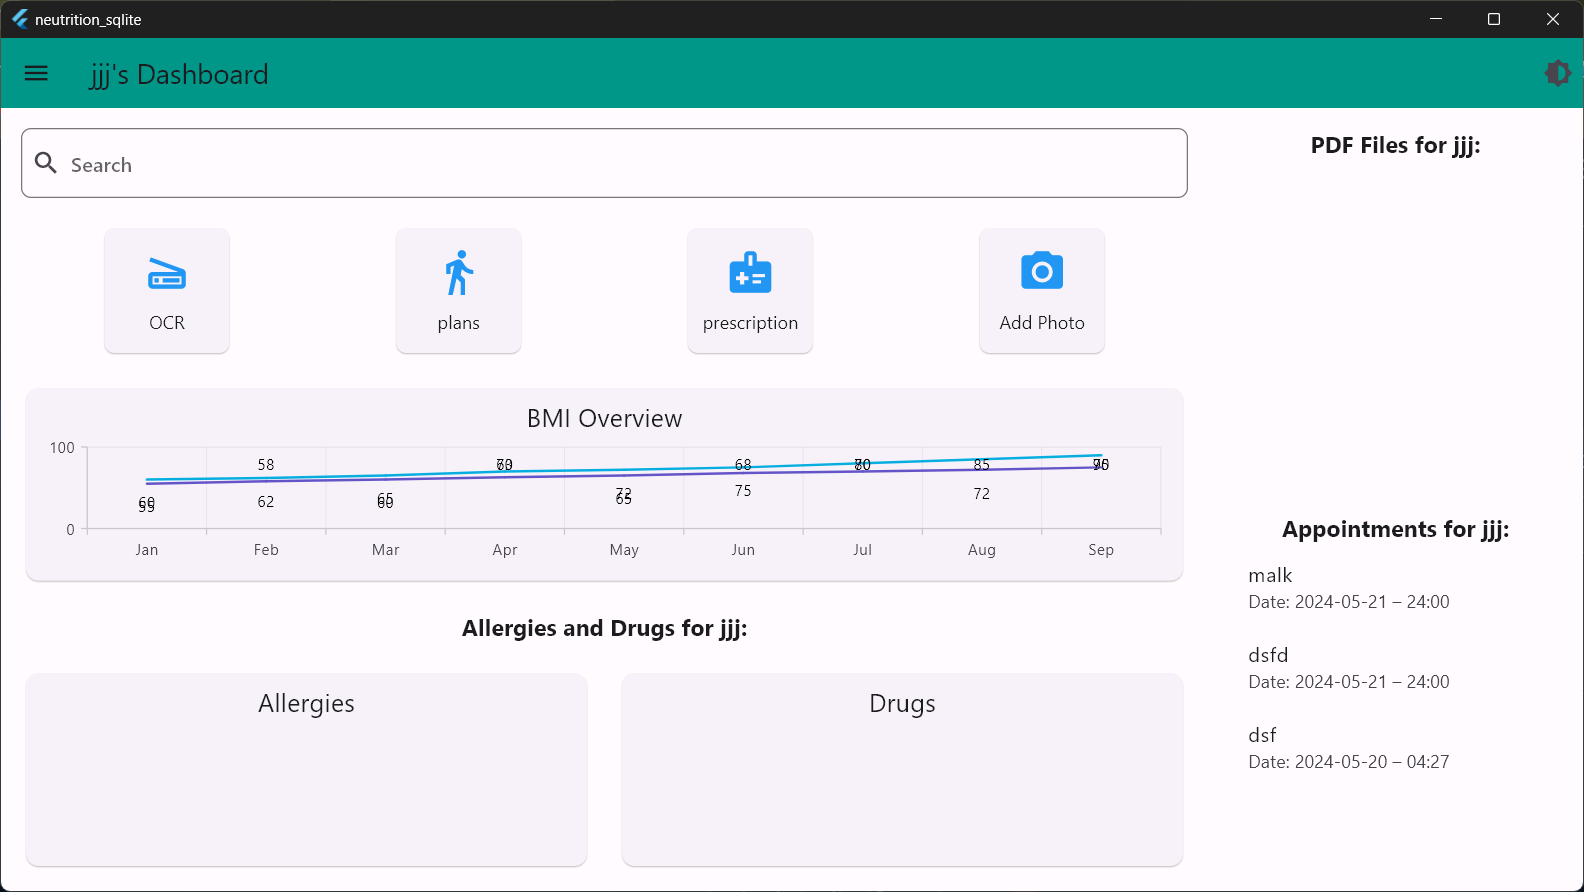 neutrition_sqlite
jjj's Dashboard
Search
OCR
plans
prescription
Add Photo
BMI Overview
100
0
58
68
85
60
55
62
65
60
72
65
75
72
Jan
Feb
Mar
Apr
May
Jun
Jul
Aug
Sep
Allergies and Drugs for jjj:
Allergies
Drugs
PDF Files for jjj:
Appointments for jjj:
malk
Date: 2024-05-21 – 24:00
dsfd
Date: 2024-05-21 – 24:00
dsf
Date: 2024-05-20 – 04:27